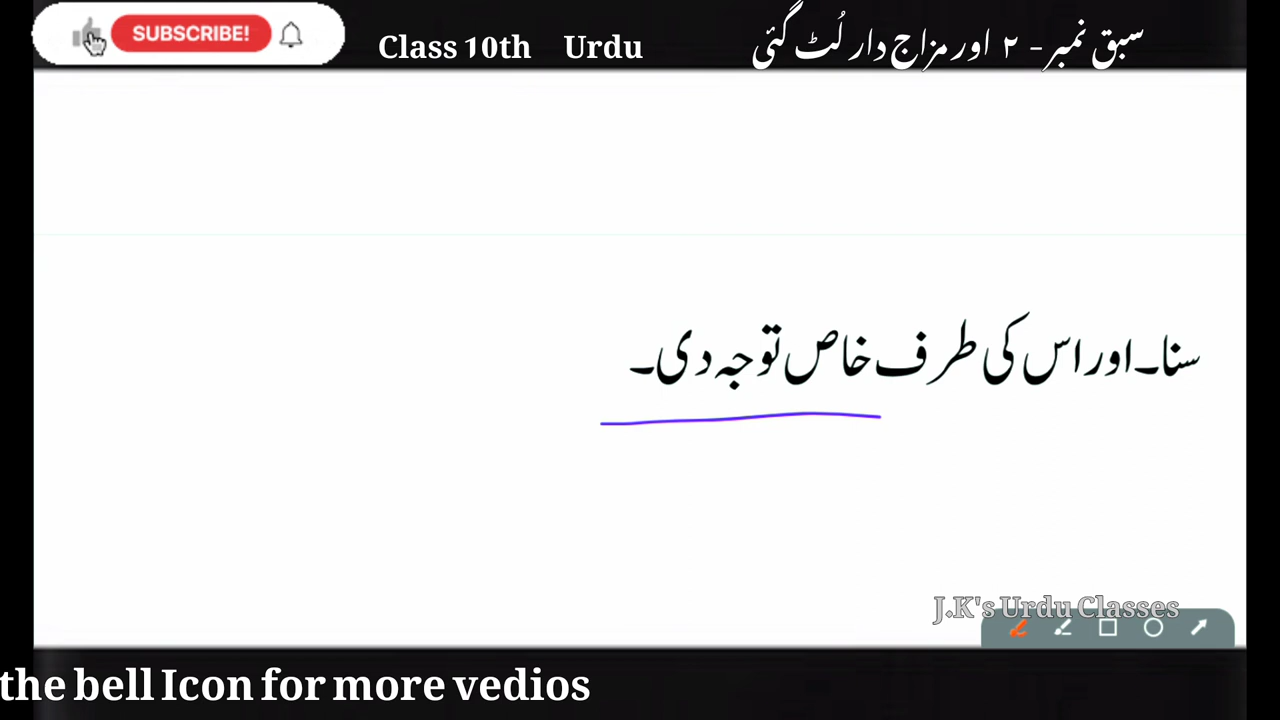 SUBSCRIBE!
Class 10th Urdu
سبق نمبر - ۲ اور مزاج دار لُٹ گئی
سنا۔ اور اس کی طرف خاص توجہ دی۔
J.K's Urdu Classes
the bell Icon for more vedios